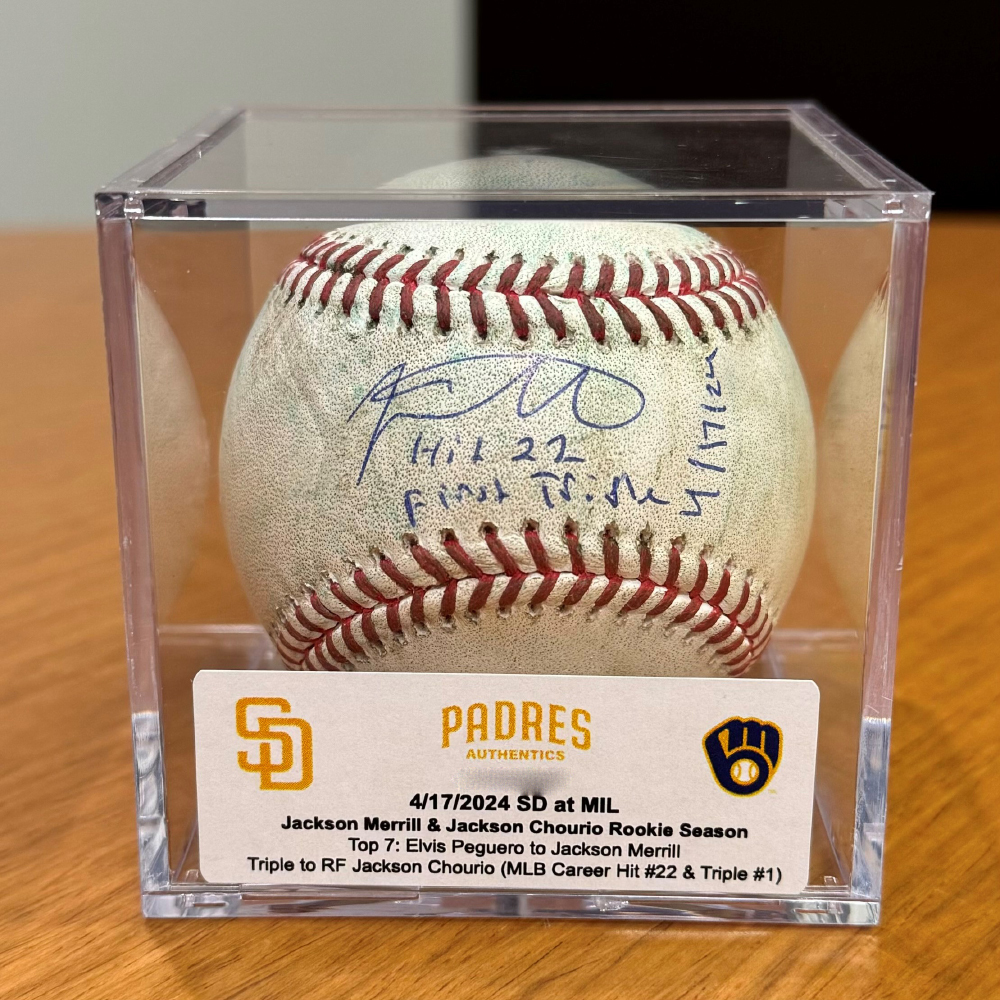 Hit 22
First Triple
4/17/24
SD
PADRES
AUTHENTICS
4/17/2024 SD at MIL
Jackson Merrill & Jackson Chourio Rookie Season
Top 7: Elvis Peguero to Jackson Merrill
Triple to RF Jackson Chourio (MLB Career Hit #22 & Triple #1)